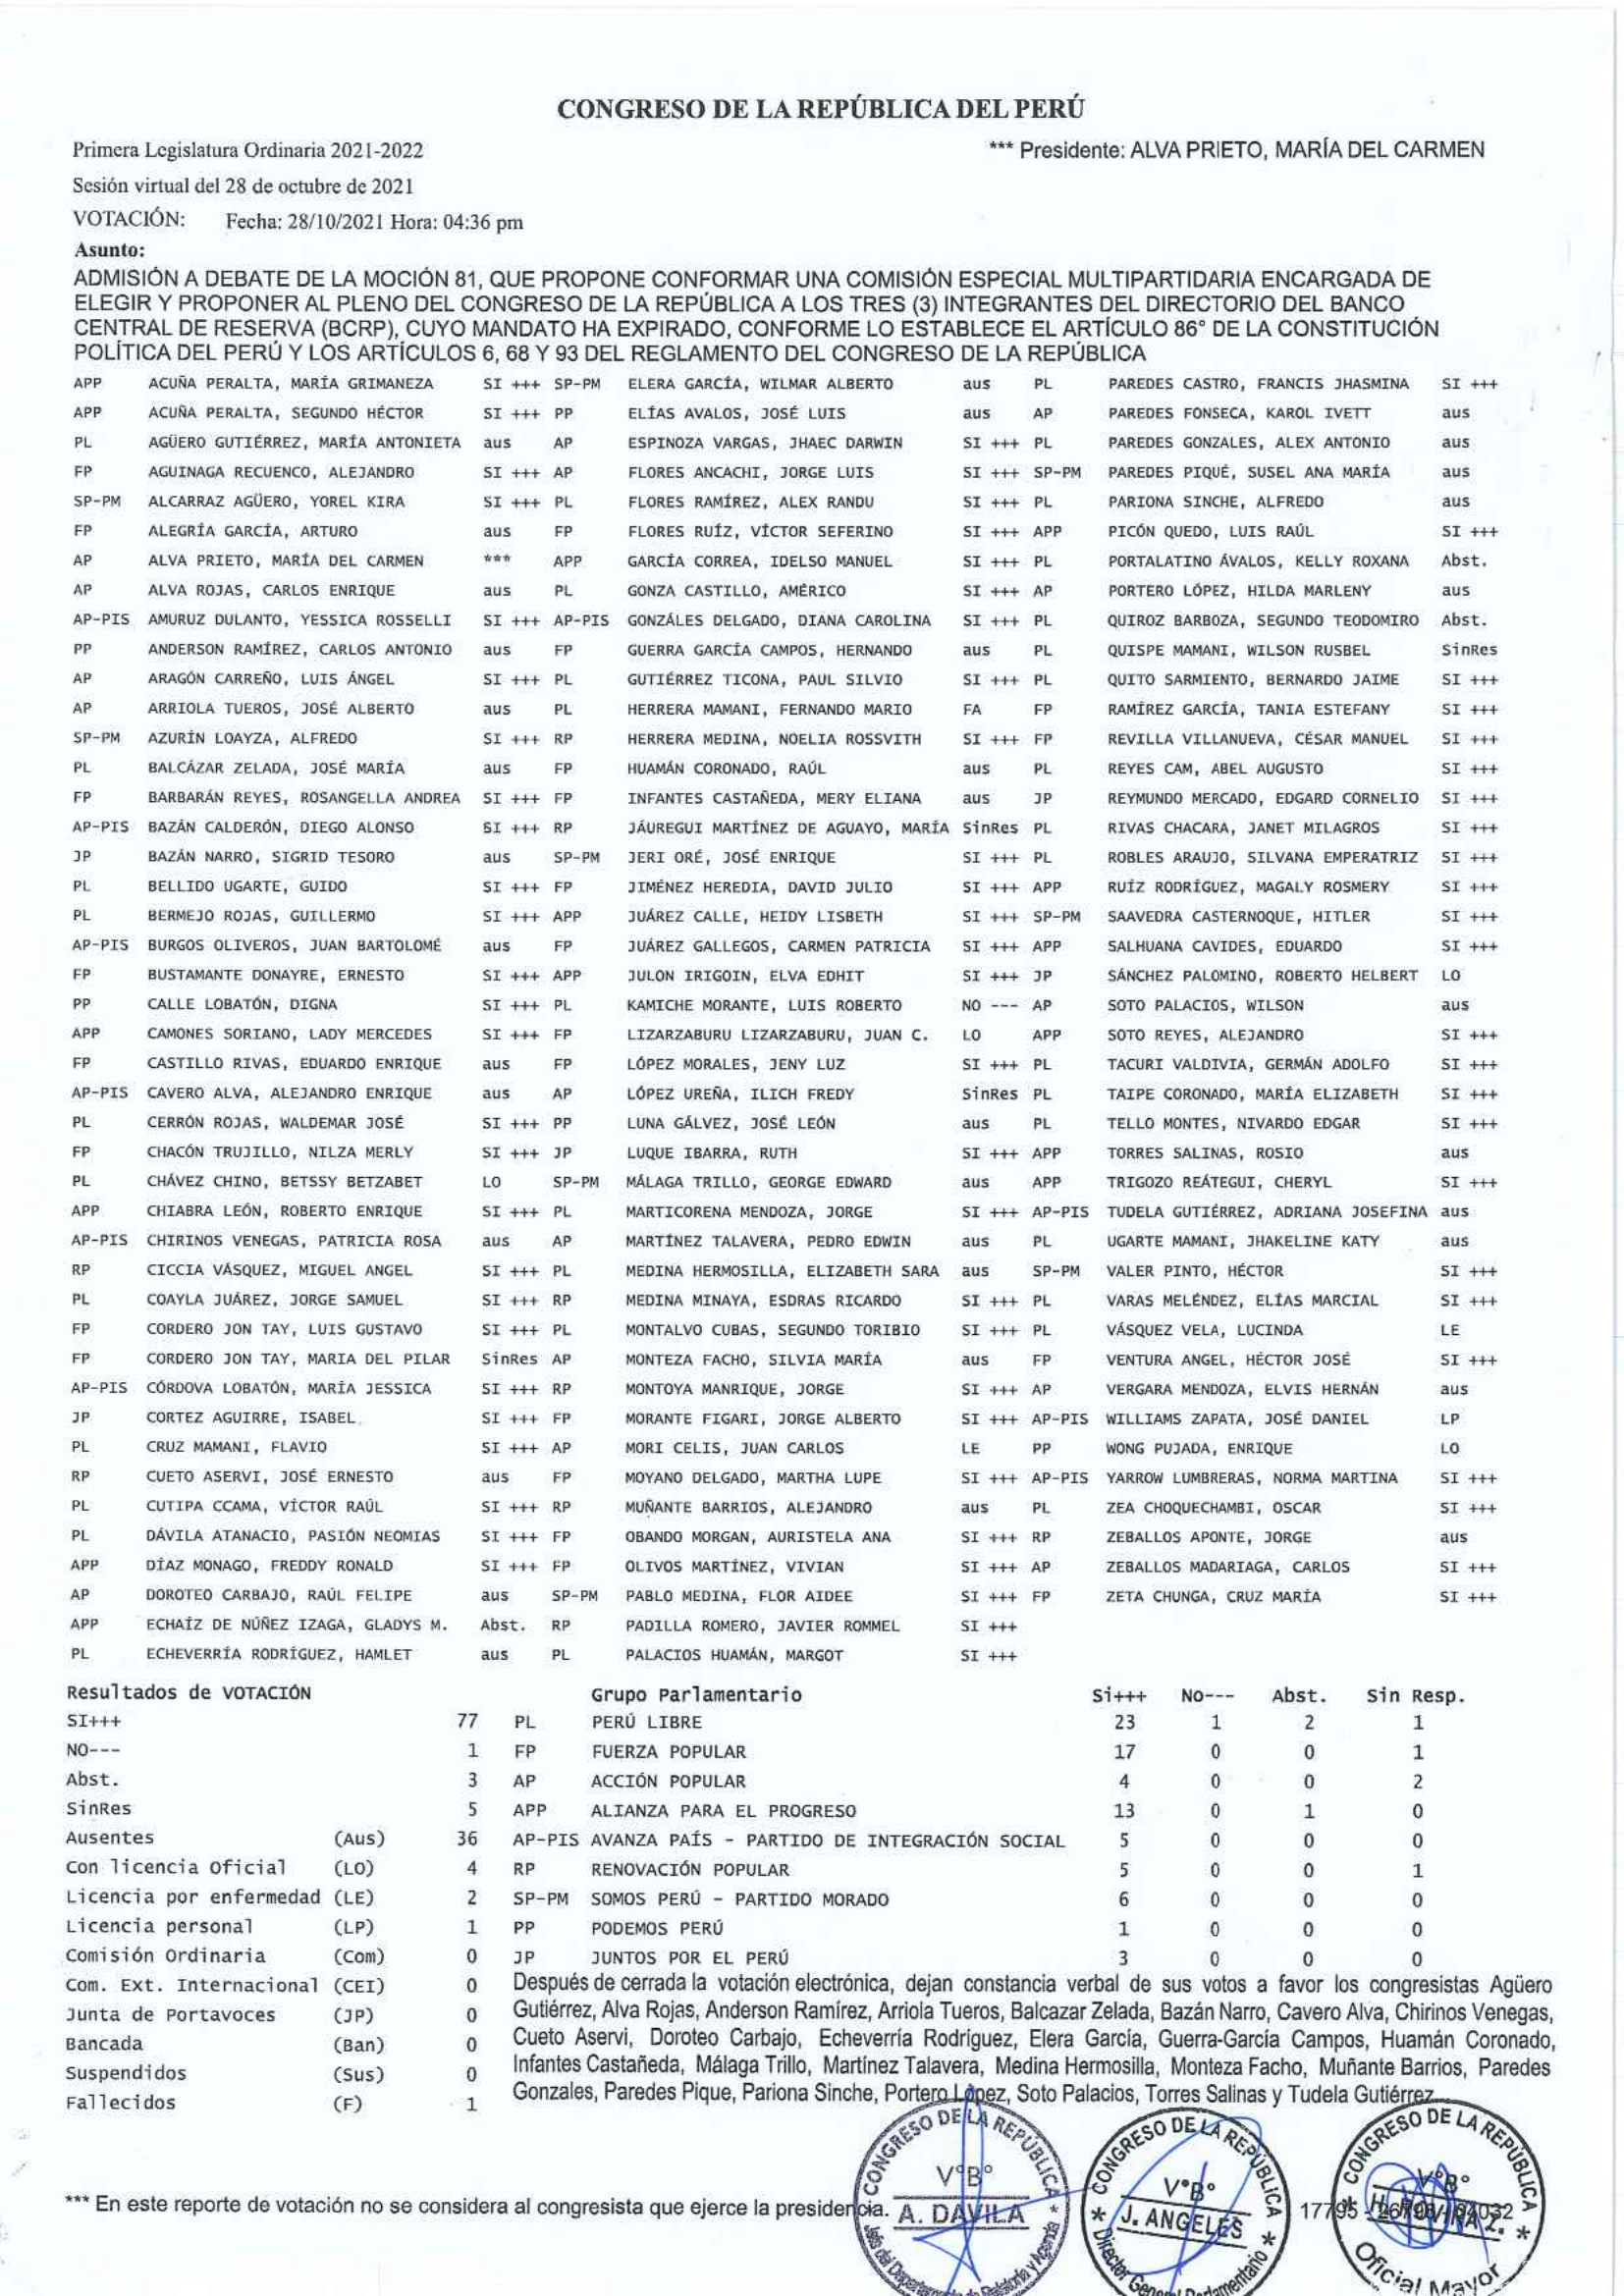 CONGRESO DE LA REPÚBLICA DEL PERÚ
Primera Legislatura Ordinaria 2021-2022 *** Presidente: ALVA PRIETO, MARÍA DEL CARMEN
Sesión virtual del 28 de octubre de 2021
VOTACIÓN: Fecha: 28/10/2021 Hora: 04:36 pm
Asunto:
ADMISIÓN A DEBATE DE LA MOCIÓN 81, QUE PROPONE CONFORMAR UNA COMISIÓN ESPECIAL MULTIPARTIDARIA ENCARGADA DE
ELEGIR Y PROPONER AL PLENO DEL CONGRESO DE LA REPÚBLICA A LOS TRES (3) INTEGRANTES DEL DIRECTORIO DEL BANCO
CENTRAL DE RESERVA (BCRP), CUYO MANDATO HA EXPIRADO, CONFORME LO ESTABLECE EL ARTÍCULO 86° DE LA CONSTITUCIÓN
POLÍTICA DEL PERÚ Y LOS ARTÍCULOS 6, 68 Y 93 DEL REGLAMENTO DEL CONGRESO DE LA REPÚBLICA
APP ACUÑA PERALTA, MARÍA GRIMANEZA SI +++ SP-PM ELERA GARCÍA, WILMAR ALBERTO aus PL PAREDES CASTRO, FRANCIS JHASMINA SI +++
APP ACUÑA PERALTA, SEGUNDO HÉCTOR SI +++ PP ELÍAS AVALOS, JOSÉ LUIS aus AP PAREDES FONSECA, KAROL IVETT aus
PL AGÜERO GUTIÉRREZ, MARÍA ANTONIETA aus AP ESPINOZA VARGAS, JHAEC DARWIN SI +++ PL PAREDES GONZALES, ALEX ANTONIO aus
FP AGUINAGA RECUENCO, ALEJANDRO SI +++ AP FLORES ANCACHI, JORGE LUIS SI +++ SP-PM PAREDES PIQUÉ, SUSEL ANA MARÍA aus
SP-PM ALCARRAZ AGÜERO, YOREL KIRA SI +++ PL FLORES RAMÍREZ, ALEX RANDU SI +++ PL PARIONA SINCHE, ALFREDO aus
FP ALEGRÍA GARCÍA, ARTURO aus FP FLORES RUÍZ, VÍCTOR SEFERINO SI +++ APP PICÓN QUEDO, LUIS RAÚL SI +++
AP ALVA PRIETO, MARÍA DEL CARMEN *** APP GARCÍA CORREA, IDELSO MANUEL SI +++ PL PORTALATINO ÁVALOS, KELLY ROXANA Abst.
AP ALVA ROJAS, CARLOS ENRIQUE aus PL GONZA CASTILLO, AMÉRICO SI +++ AP PORTERO LÓPEZ, HILDA MARLENY aus
AP-PIS AMURUZ DULANTO, YESSICA ROSSELLI SI +++ AP-PIS GONZÁLES DELGADO, DIANA CAROLINA SI +++ PL QUIROZ BARBOZA, SEGUNDO TEODOMIRO Abst.
PP ANDERSON RAMÍREZ, CARLOS ANTONIO aus FP GUERRA GARCÍA CAMPOS, HERNANDO aus PL QUISPE MAMANI, WILSON RUSBEL SinRes
AP ARAGÓN CARREÑO, LUIS ÁNGEL SI +++ PL GUTIÉRREZ TICONA, PAUL SILVIO SI +++ PL QUITO SARMIENTO, BERNARDO JAIME SI +++
AP ARRIOLA TUEROS, JOSÉ ALBERTO aus PL HERRERA MAMANI, FERNANDO MARIO FA FP RAMÍREZ GARCÍA, TANIA ESTEFANY SI +++
SP-PM AZURÍN LOAYZA, ALFREDO SI +++ RP HERRERA MEDINA, NOELIA ROSSVITH SI +++ FP REVILLA VILLANUEVA, CÉSAR MANUEL SI +++
PL BALCÁZAR ZELADA, JOSÉ MARÍA aus FP HUAMÁN CORONADO, RAÚL aus PL REYES CAM, ABEL AUGUSTO SI +++
FP BARBARÁN REYES, ROSANGELLA ANDREA SI +++ FP INFANTES CASTAÑEDA, MERY ELIANA aus JP REYMUNDO MERCADO, EDGARD CORNELIO SI +++
AP-PIS BAZÁN CALDERÓN, DIEGO ALONSO SI +++ RP JÁUREGUI MARTÍNEZ DE AGUAYO, MARÍA SinRes PL RIVAS CHACARA, JANET MILAGROS SI +++
JP BAZÁN NARRO, SIGRID TESORO aus SP-PM JERI ORÉ, JOSÉ ENRIQUE SI +++ PL ROBLES ARAUJO, SILVANA EMPERATRIZ SI +++
PL BELLIDO UGARTE, GUIDO SI +++ FP JIMÉNEZ HEREDIA, DAVID JULIO SI +++ APP RUÍZ RODRÍGUEZ, MAGALY ROSMERY SI +++
PL BERMEJO ROJAS, GUILLERMO SI +++ APP JUÁREZ CALLE, HEIDY LISBETH SI +++ SP-PM SAAVEDRA CASTERNOQUE, HITLER SI +++
AP-PIS BURGOS OLIVEROS, JUAN BARTOLOMÉ aus FP JUÁREZ GALLEGOS, CARMEN PATRICIA SI +++ APP SALHUANA CAVIDES, EDUARDO SI +++
FP BUSTAMANTE DONAYRE, ERNESTO SI +++ APP JULON IRIGOIN, ELVA EDHIT SI +++ JP SÁNCHEZ PALOMINO, ROBERTO HELBERT LO
PP CALLE LOBATÓN, DIGNA SI +++ PL KAMICHE MORANTE, LUIS ROBERTO NO --- AP SOTO PALACIOS, WILSON aus
APP CAMONES SORIANO, LADY MERCEDES SI +++ FP LIZARZABURU LIZARZABURU, JUAN C. LO APP SOTO REYES, ALEJANDRO SI +++
FP CASTILLO RIVAS, EDUARDO ENRIQUE aus FP LÓPEZ MORALES, JENY LUZ SI +++ PL TACURI VALDIVIA, GERMÁN ADOLFO SI +++
AP-PIS CAVERO ALVA, ALEJANDRO ENRIQUE aus AP LÓPEZ UREÑA, ILICH FREDY SinRes PL TAIPE CORONADO, MARÍA ELIZABETH SI +++
PL CERRÓN ROJAS, WALDEMAR JOSÉ SI +++ PP LUNA GÁLVEZ, JOSÉ LEÓN aus PL TELLO MONTES, NIVARDO EDGAR SI +++
FP CHACÓN TRUJILLO, NILZA MERLY SI +++ JP LUQUE IBARRA, RUTH SI +++ APP TORRES SALINAS, ROSIO aus
PL CHÁVEZ CHINO, BETSSY BETZABET LO SP-PM MÁLAGA TRILLO, GEORGE EDWARD aus APP TRIGOZO REÁTEGUI, CHERYL SI +++
APP CHIABRA LEÓN, ROBERTO ENRIQUE SI +++ PL MARTICORENA MENDOZA, JORGE SI +++ AP-PIS TUDELA GUTIÉRREZ, ADRIANA JOSEFINA aus
AP-PIS CHIRINOS VENEGAS, PATRICIA ROSA aus AP MARTÍNEZ TALAVERA, PEDRO EDWIN aus PL UGARTE MAMANI, JHAKELINE KATY aus
RP CICCIA VÁSQUEZ, MIGUEL ANGEL SI +++ PL MEDINA HERMOSILLA, ELIZABETH SARA aus SP-PM VALER PINTO, HÉCTOR SI +++
PL COAYLA JUÁREZ, JORGE SAMUEL SI +++ RP MEDINA MINAYA, ESDRAS RICARDO SI +++ PL VARAS MELÉNDEZ, ELÍAS MARCIAL SI +++
FP CORDERO JON TAY, LUIS GUSTAVO SI +++ PL MONTALVO CUBAS, SEGUNDO TORIBIO SI +++ PL VÁSQUEZ VELA, LUCINDA LE
FP CORDERO JON TAY, MARIA DEL PILAR SinRes AP MONTEZA FACHO, SILVIA MARÍA aus FP VENTURA ANGEL, HÉCTOR JOSÉ SI +++
AP-PIS CÓRDOVA LOBATÓN, MARÍA JESSICA SI +++ RP MONTOYA MANRIQUE, JORGE SI +++ AP VERGARA MENDOZA, ELVIS HERNÁN aus
JP CORTEZ AGUIRRE, ISABEL SI +++ FP MORANTE FIGARI, JORGE ALBERTO SI +++ AP-PIS WILLIAMS ZAPATA, JOSÉ DANIEL LP
PL CRUZ MAMANI, FLAVIO SI +++ AP MORI CELIS, JUAN CARLOS LE PP WONG PUJADA, ENRIQUE LO
RP CUETO ASERVI, JOSÉ ERNESTO aus FP MOYANO DELGADO, MARTHA LUPE SI +++ AP-PIS YARROW LUMBRERAS, NORMA MARTINA SI +++
PL CUTIPA CCAMA, VÍCTOR RAÚL SI +++ RP MUÑANTE BARRIOS, ALEJANDRO aus PL ZEA CHOQUECHAMBI, OSCAR SI +++
PL DÁVILA ATANACIO, PASIÓN NEOMIAS SI +++ FP OBANDO MORGAN, AURISTELA ANA SI +++ RP ZEBALLOS APONTE, JORGE aus
APP DÍAZ MONAGO, FREDDY RONALD SI +++ FP OLIVOS MARTÍNEZ, VIVIAN SI +++ AP ZEBALLOS MADARIAGA, CARLOS SI +++
AP DOROTEO CARBAJO, RAÚL FELIPE aus SP-PM PABLO MEDINA, FLOR AIDEE SI +++ FP ZETA CHUNGA, CRUZ MARÍA SI +++
APP ECHAÍZ DE NÚÑEZ IZAGA, GLADYS M. Abst. RP PADILLA ROMERO, JAVIER ROMMEL SI +++
PL ECHEVERRÍA RODRÍGUEZ, HAMLET aus PL PALACIOS HUAMÁN, MARGOT SI +++
Resultados de VOTACIÓN Grupo Parlamentario Si+++ No--- Abst. Sin Resp.
SI+++ 77 PL PERÚ LIBRE 23 1 2 1
NO--- 1 FP FUERZA POPULAR 17 0 0 1
Abst. 3 AP ACCIÓN POPULAR 4 0 0 2
SinRes 5 APP ALIANZA PARA EL PROGRESO 13 0 1 0
Ausentes (Aus) 36 AP-PIS AVANZA PAÍS - PARTIDO DE INTEGRACIÓN SOCIAL 5 0 0 0
Con licencia Oficial (LO) 4 RP RENOVACIÓN POPULAR 5 0 0 1
Licencia por enfermedad (LE) 2 SP-PM SOMOS PERÚ - PARTIDO MORADO 6 0 0 0
Licencia personal (LP) 1 PP PODEMOS PERÚ 1 0 0 0
Comisión Ordinaria (Com) 0 JP JUNTOS POR EL PERÚ 3 0 0 0
Com. Ext. Internacional (CEI) 0
Junta de Portavoces (JP) 0
Bancada (Ban) 0
Suspendidos (Sus) 0
Fallecidos (F) 1
Después de cerrada la votación electrónica, dejan constancia verbal de sus votos a favor los congresistas Agüero
Gutiérrez, Alva Rojas, Anderson Ramírez, Arriola Tueros, Balcazar Zelada, Bazán Narro, Cavero Alva, Chirinos Venegas,
Cueto Aservi, Doroteo Carbajo, Echeverría Rodríguez, Elera García, Guerra-García Campos, Huamán Coronado,
Infantes Castañeda, Málaga Trillo, Martínez Talavera, Medina Hermosilla, Monteza Facho, Muñante Barrios, Paredes
Gonzales, Paredes Pique, Pariona Sinche, Portero López, Soto Palacios, Torres Salinas y Tudela Gutiérrez
*** En este reporte de votación no se considera al congresista que ejerce la presidencia.
CONGRESO DE LA REPÚBLICA
V°B°
A. DAVILA
Jefe del Departamento de Relatoría y Agenda
CONGRESO DE LA REPÚBLICA
V°B°
J. ANGELES
Director General Parlamentario
CONGRESO DE LA REPÚBLICA
V°B°
Oficial Mayor
17795